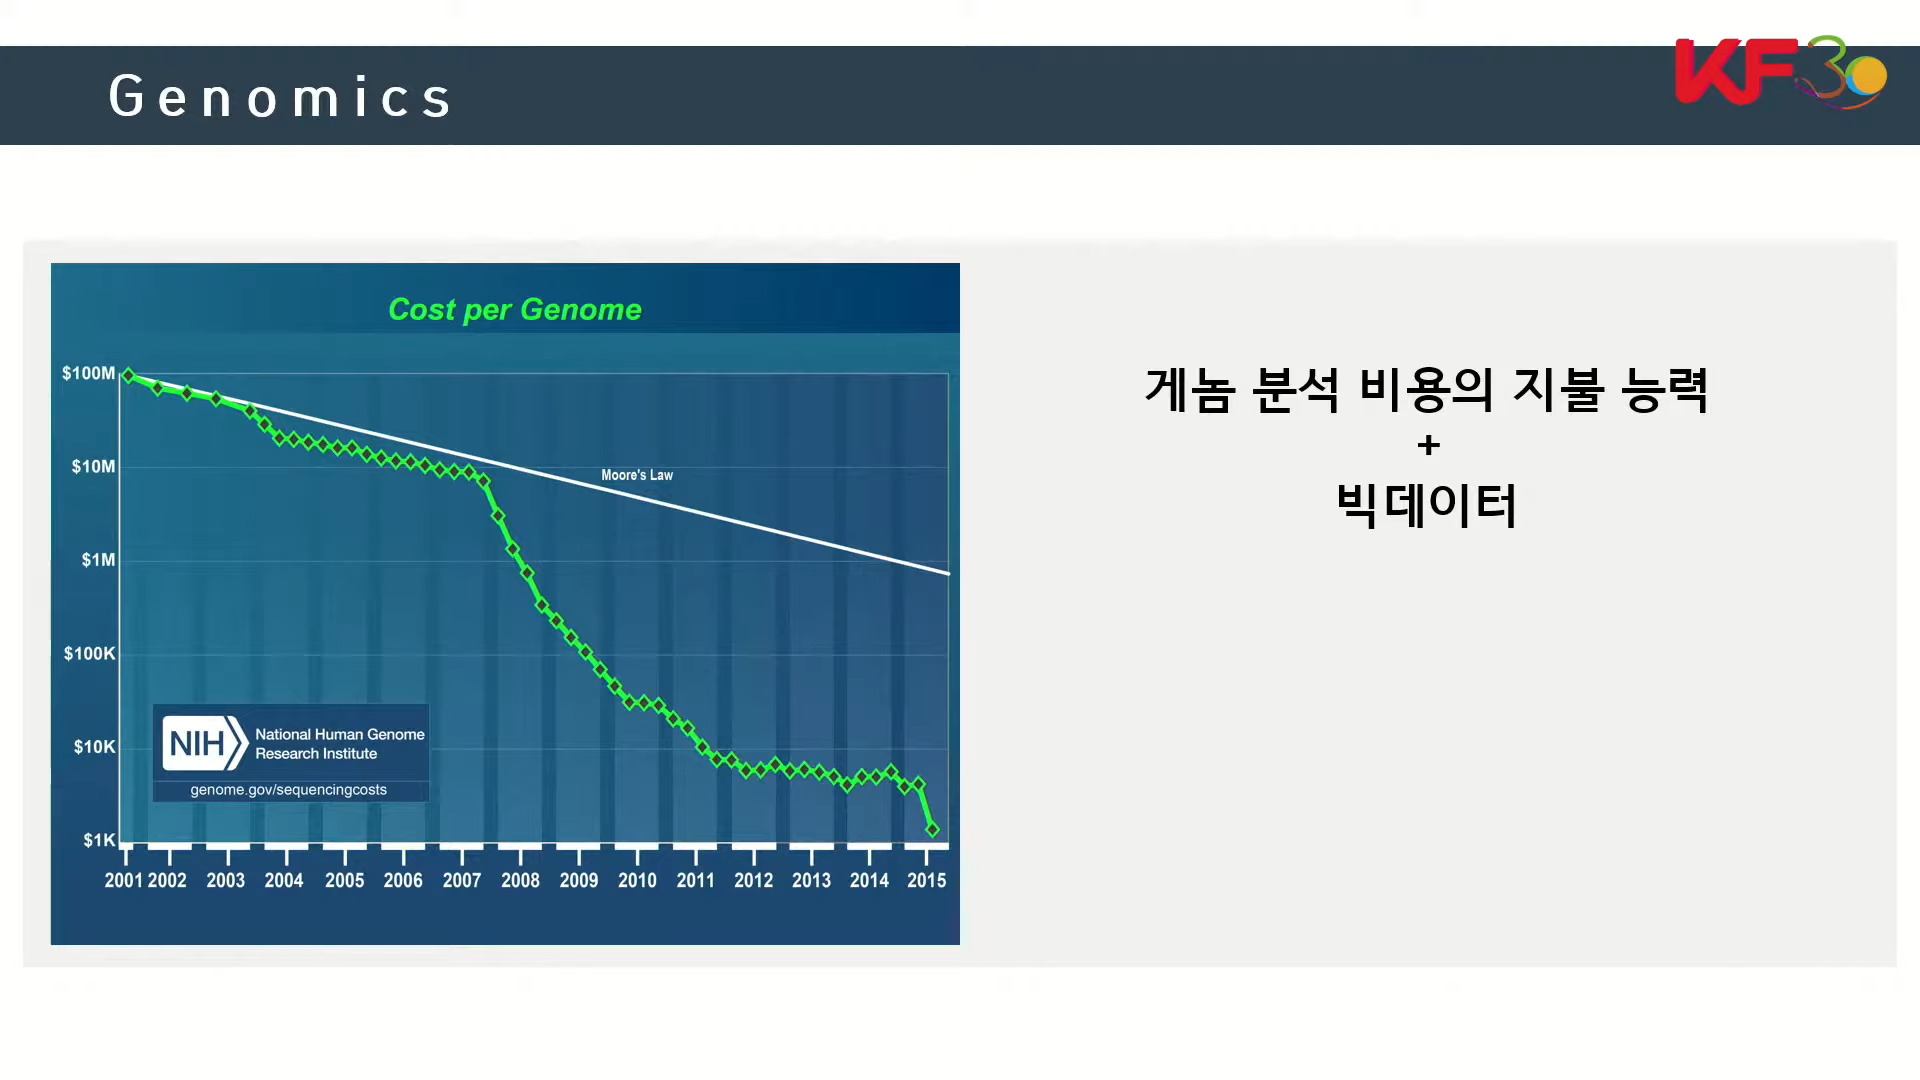 Genomics
KF30
Cost per Genome
$100M
$10M
$1M
$100K
$10K
$1K
Moore's Law
NIH
National Human Genome
Research Institute
genome.gov/sequencingcosts
2001 2002 2003 2004 2005 2006 2007 2008 2009 2010 2011 2012 2013 2014 2015
게놈 분석 비용의 지불 능력
+
빅데이터